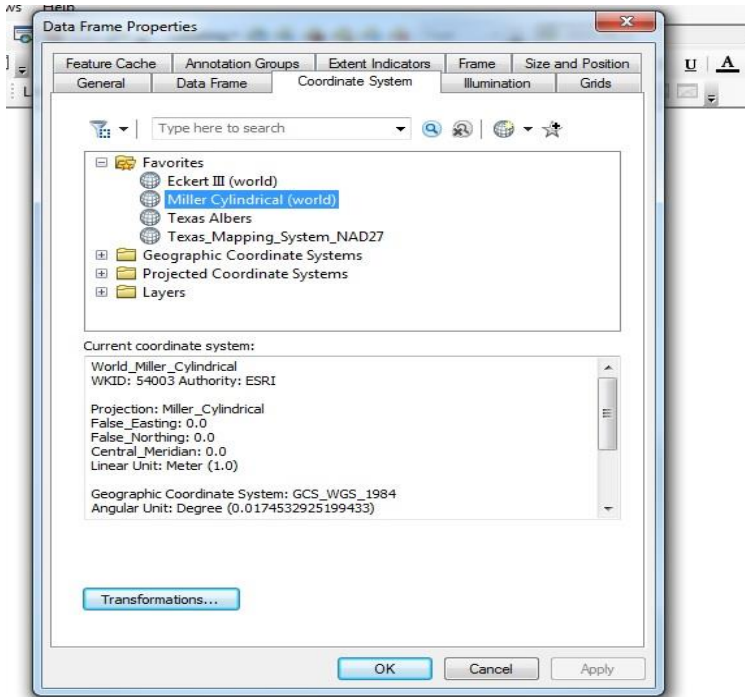 Help
Data Frame Properties
Feature Cache Annotation Groups Extent Indicators Frame Size and Position
General Data Frame Coordinate System Illumination Grids
U A
Type here to search
Favorites
Eckert III (world)
Miller Cylindrical (world)
Texas Albers
Texas_Mapping_System_NAD27
Geographic Coordinate Systems
Projected Coordinate Systems
Layers
Current coordinate system:
World_Miller_Cylindrical
WKID: 54003 Authority: ESRI
Projection: Miller_Cylindrical
False_Easting: 0.0
False_Northing: 0.0
Central_Meridian: 0.0
Linear Unit: Meter (1.0)
Geographic Coordinate System: GCS_WGS_1984
Angular Unit: Degree (0.0174532925199433)
Transformations...
OK Cancel Apply